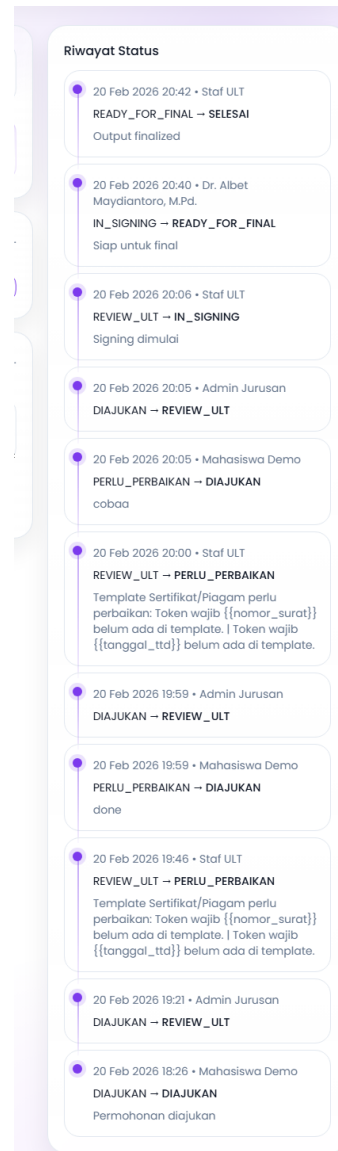 Riwayat Status
20 Feb 2026 20:42 • Staf ULT
READY_FOR_FINAL → SELESAI
Output finalized
20 Feb 2026 20:40 • Dr. Albet
Maydiantoro, M.Pd.
IN_SIGNING → READY_FOR_FINAL
Siap untuk final
20 Feb 2026 20:06 • Staf ULT
REVIEW_ULT → IN_SIGNING
Signing dimulai
20 Feb 2026 20:05 • Admin Jurusan
DIAJUKAN → REVIEW_ULT
20 Feb 2026 20:05 • Mahasiswa Demo
PERLU_PERBAIKAN → DIAJUKAN
cobaa
20 Feb 2026 20:00 • Staf ULT
REVIEW_ULT → PERLU_PERBAIKAN
Template Sertifikat/Piagam perlu
perbaikan: Token wajib {{nomor_surat}}
belum ada di template. | Token wajib
{{tanggal_ttd}} belum ada di template.
20 Feb 2026 19:59 • Admin Jurusan
DIAJUKAN → REVIEW_ULT
20 Feb 2026 19:59 • Mahasiswa Demo
PERLU_PERBAIKAN → DIAJUKAN
done
20 Feb 2026 19:46 • Staf ULT
REVIEW_ULT → PERLU_PERBAIKAN
Template Sertifikat/Piagam perlu
perbaikan: Token wajib {{nomor_surat}}
belum ada di template. | Token wajib
{{tanggal_ttd}} belum ada di template.
20 Feb 2026 19:21 • Admin Jurusan
DIAJUKAN → REVIEW_ULT
20 Feb 2026 18:26 • Mahasiswa Demo
DIAJUKAN → DIAJUKAN
Permohonan diajukan